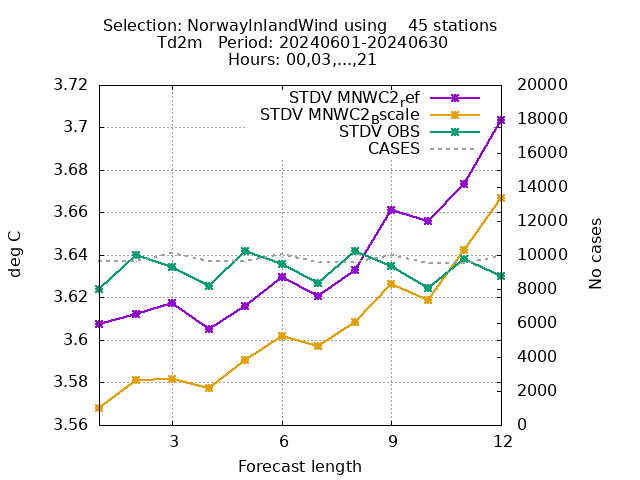 Selection: NorwayInlandWind using    45 stations
Td2m   Period: 20240601-20240630
Hours: 00,03,...,21
STDV MNWC2_ref
STDV MNWC2_Bscale
STDV OBS
CASES
3.72
3.7
3.68
3.66
3.64
3.62
3.6
3.58
3.56
deg C
20000
18000
16000
14000
12000
10000
8000
6000
4000
2000
0
No cases
3 6 9 12
Forecast length